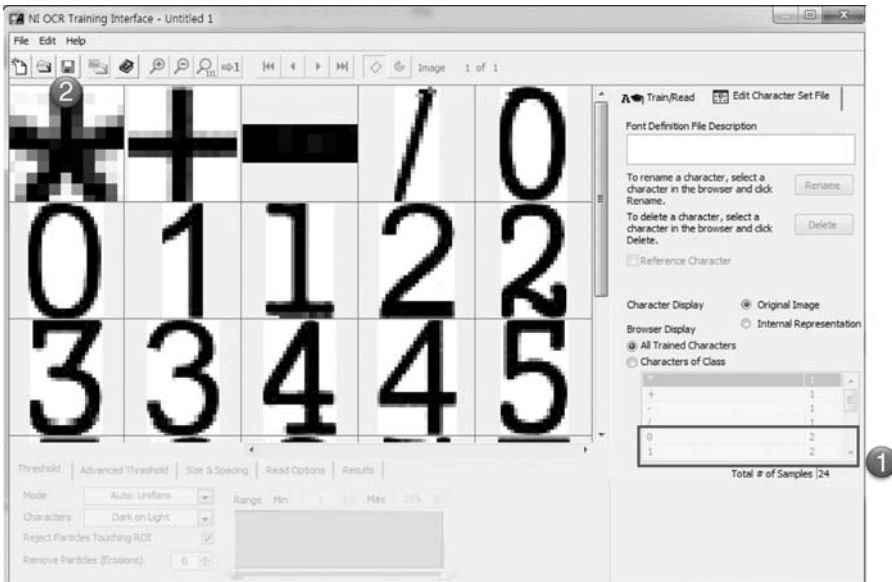 NI OCR Training Interface - Untitled 1
File Edit Help
Image 1 of 1
2
* + - / 0
0 1 1 2 2
3 3 4 4 5
Train/Read Edit Character Set File
Font Definition File Description
To rename a character, select a
character in the browser and click
Rename.
Rename
To delete a character, select a
character in the browser and click
Delete.
Delete
Reference Character
Character Display Original Image
Internal Representation
Browser Display
All Trained Characters
Characters of Class
* 1
+ 1
- 1
/ 1
0 2
1 2
1
Total # of Samples 24
Threshold Advanced Threshold Size & Spacing Read Options Results
Mode Auto: Uniform Range Min 1 Max 255
Characters Dark on Light
Reject Particles Touching ROI
Remove Particles (Erosions) 0